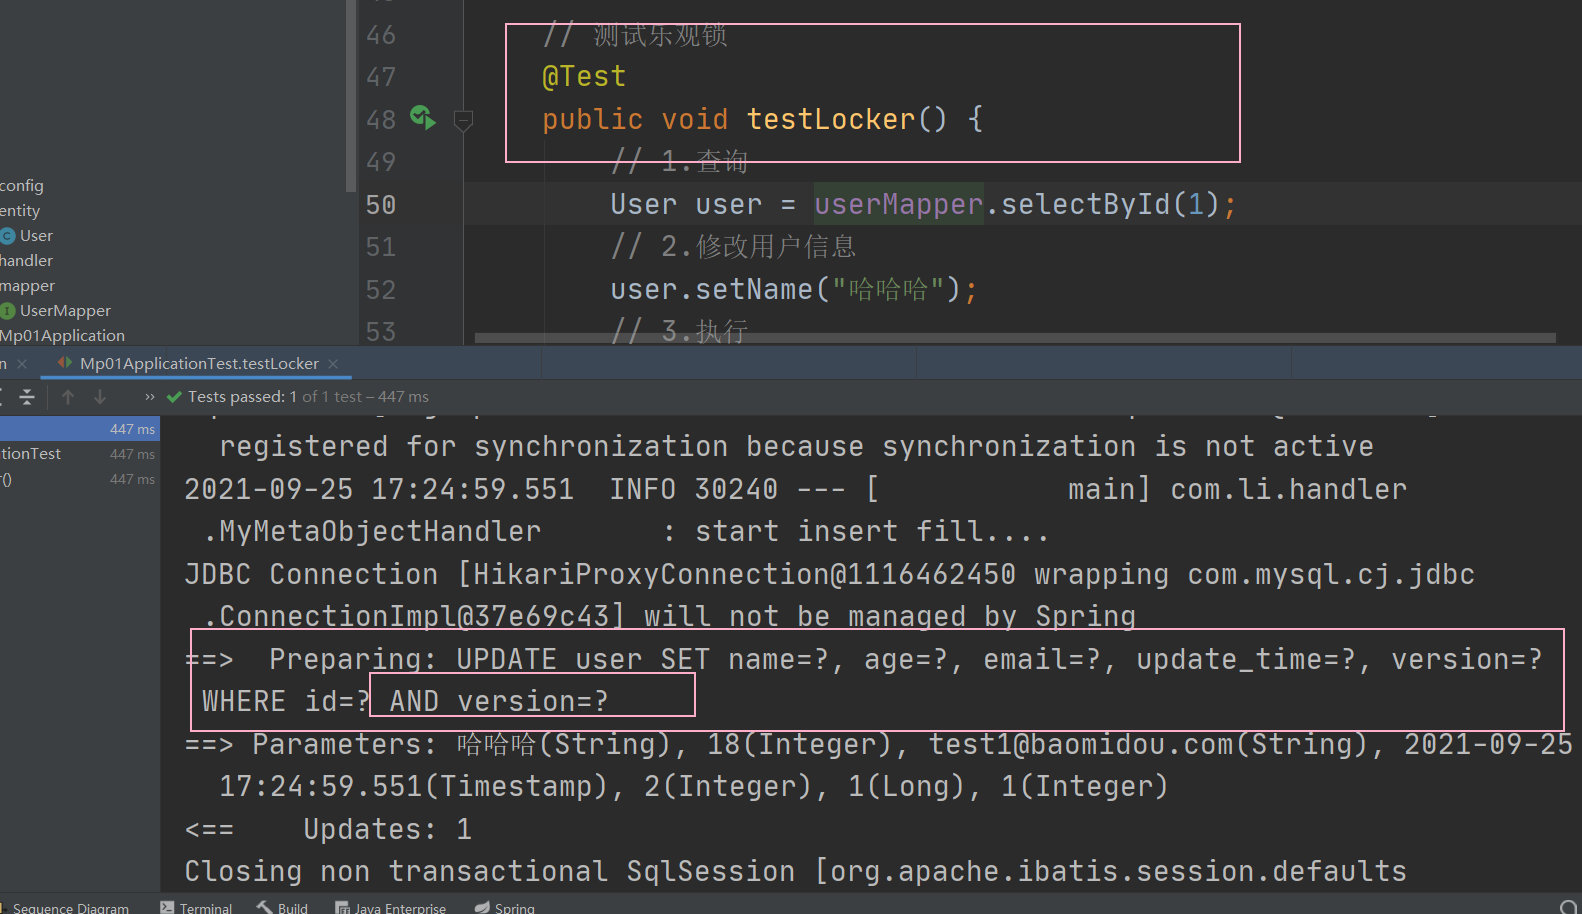 46 // 测试乐观锁
47 @Test
48 public void testLocker() {
49 // 1.查询
50 User user = userMapper.selectById(1);
51 // 2.修改用户信息
52 user.setName("哈哈哈");
53 // 3.执行
config
entity
User
handler
mapper
UserMapper
Mp01Application
Mp01ApplicationTest.testLocker
Tests passed: 1 of 1 test – 447 ms
447 ms
tionTest 447 ms
() 447 ms
registered for synchronization because synchronization is not active
2021-09-25 17:24:59.551  INFO 30240 --- [           main] com.li.handler
.MyMetaObjectHandler       : start insert fill....
JDBC Connection [HikariProxyConnection@1116462450 wrapping com.mysql.cj.jdbc
.ConnectionImpl@37e69c43] will not be managed by Spring
==>  Preparing: UPDATE user SET name=?, age=?, email=?, update_time=?, version=?
WHERE id=? AND version=?
==> Parameters: 哈哈哈(String), 18(Integer), test1@baomidou.com(String), 2021-09-25
17:24:59.551(Timestamp), 2(Integer), 1(Long), 1(Integer)
<==    Updates: 1
Closing non transactional SqlSession [org.apache.ibatis.session.defaults
Sequence Diagram Terminal Build Java Enterprise Spring